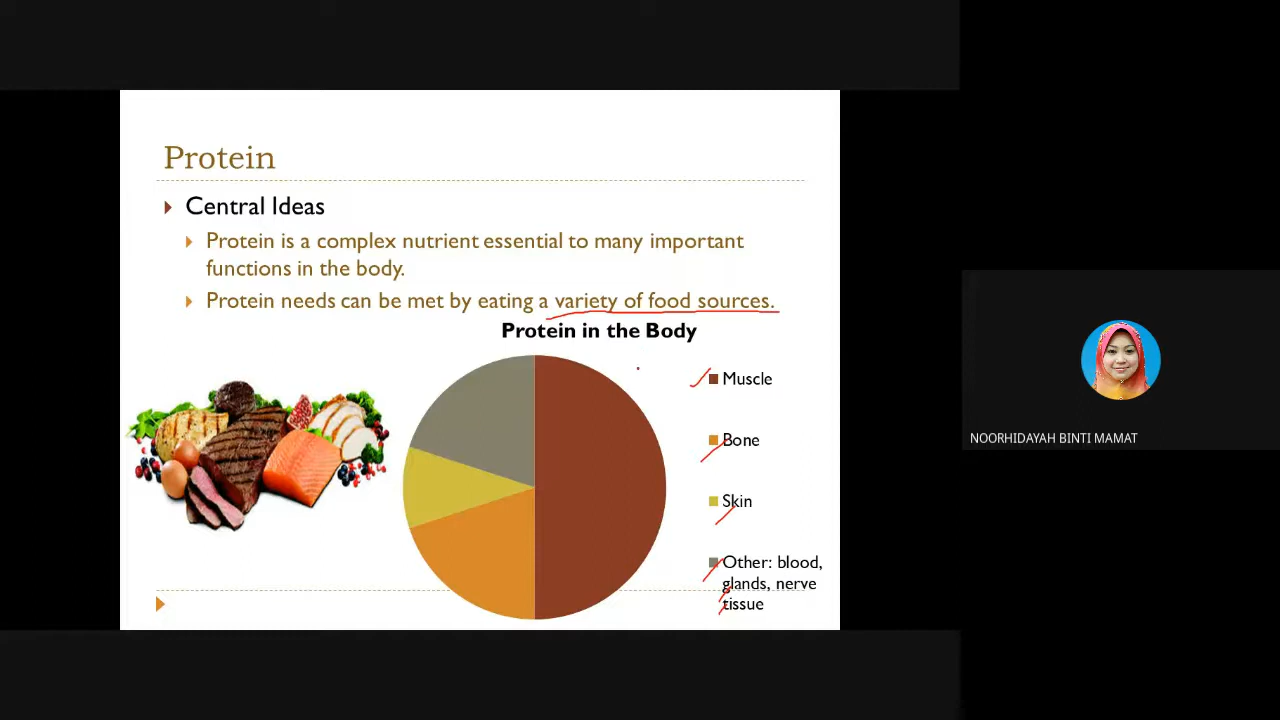 Protein
Central Ideas
Protein is a complex nutrient essential to many important
functions in the body.
Protein needs can be met by eating a variety of food sources.
Protein in the Body
Muscle
Bone
Skin
Other: blood,
glands, nerve
tissue
NOORHIDAYAH BINTI MAMAT